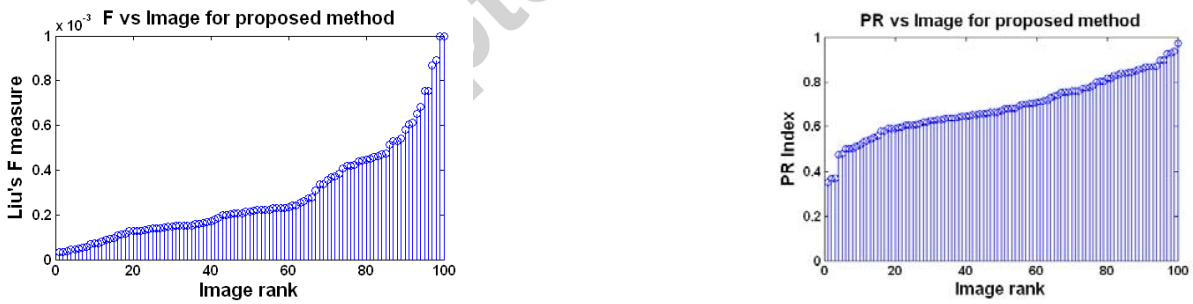 F vs Image for proposed method
x 10-3
1
0.8
0.6
0.4
0.2
0
0 20 40 60 80 100
Liu's F measure
Image rank
PR vs Image for proposed method
1
0.8
0.6
0.4
0.2
0
0 20 40 60 80 100
PR Index
Image rank